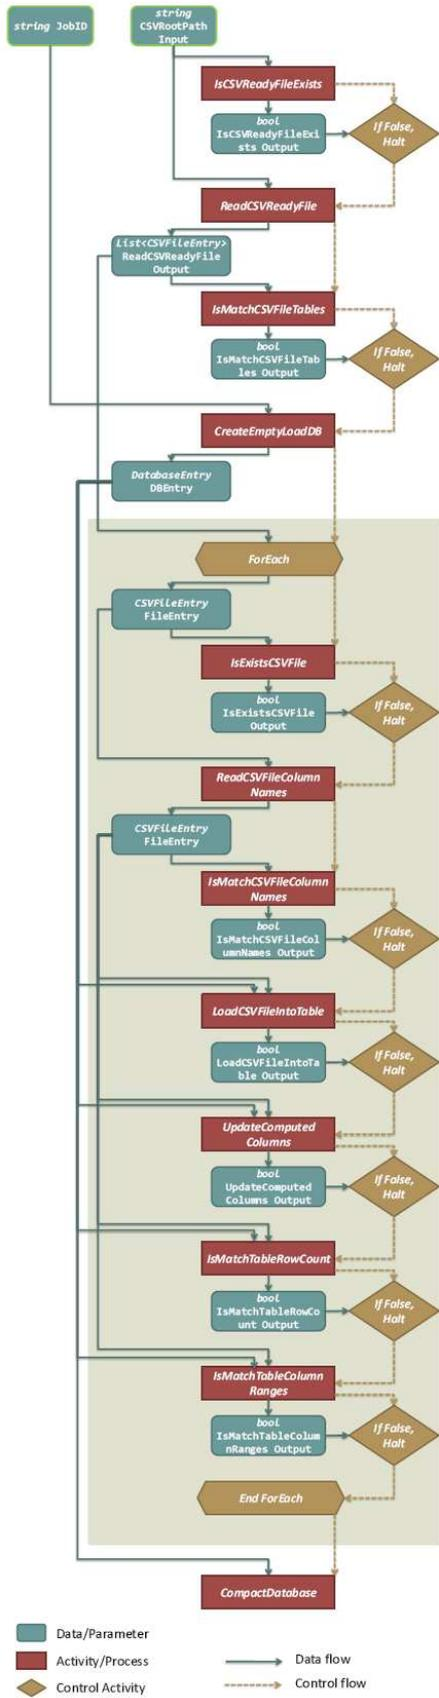 string JobID
string
CSVRootPath
Input
IsCSVReadyFileExists
bool
IsCSVReadyFileExi
sts Output
If False,
Halt
ReadCSVReadyFile
List<CSVFileEntry>
ReadCSVReadyFile
Output
IsMatchCSVFileTables
bool
IsMatchCSVFileTab
les Output
If False,
Halt
CreateEmptyLoadDB
DatabaseEntry
DBEntry
ForEach
CSVFileEntry
FileEntry
IsExistsCSVFile
bool
IsExistsCSVFile
Output
If False,
Halt
ReadCSVFileColumn
Names
CSVFileEntry
FileEntry
IsMatchCSVFileColumn
Names
bool
IsMatchCSVFileCol
umnNames Output
If False,
Halt
LoadCSVFileIntoTable
bool
LoadCSVFileIntoTa
ble Output
If False,
Halt
UpdateComputed
Columns
bool
UpdateComputed
Columns Output
If False,
Halt
IsMatchTableRowCount
bool
IsMatchTableRowCo
unt Output
If False,
Halt
IsMatchTableColumn
Ranges
bool
IsMatchTableColum
nRanges Output
If False,
Halt
End ForEach
CompactDatabase
Data/Parameter
Activity/Process
Control Activity
Data flow
Control flow